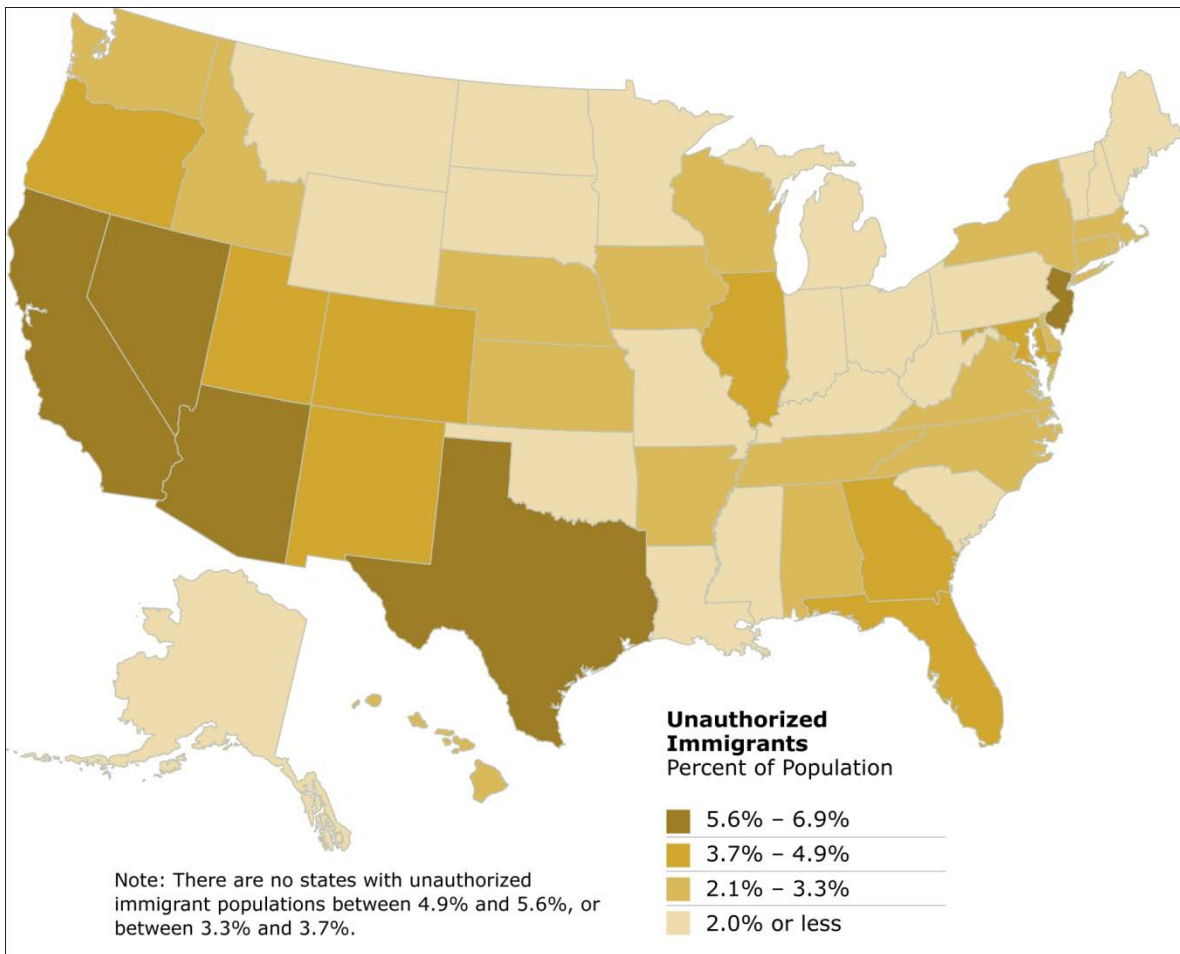 Unauthorized
Immigrants
Percent of Population
5.6% – 6.9%
3.7% – 4.9%
2.1% – 3.3%
2.0% or less
Note: There are no states with unauthorized
immigrant populations between 4.9% and 5.6%, or
between 3.3% and 3.7%.